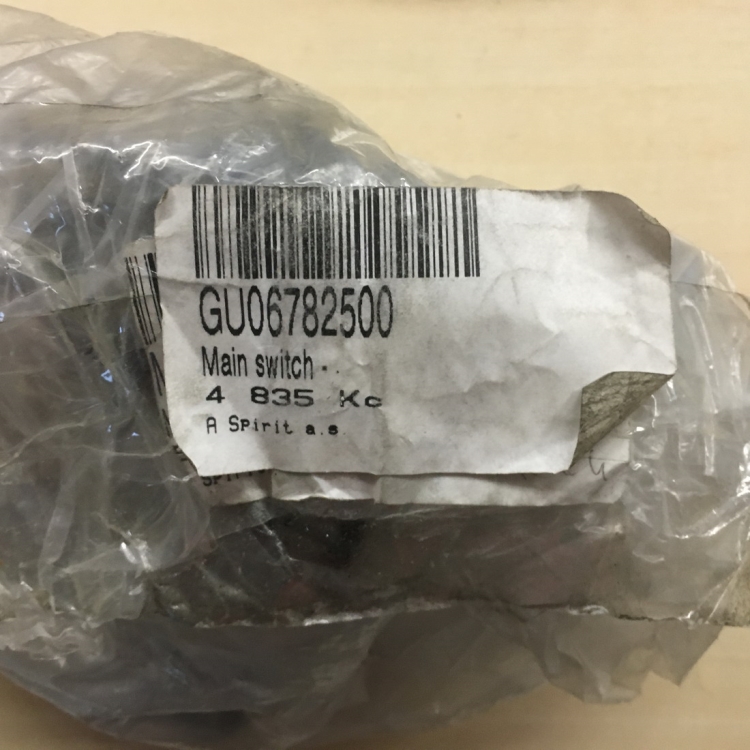 GU06782500
Main switch
4 835 Kc
A Spirit a.s